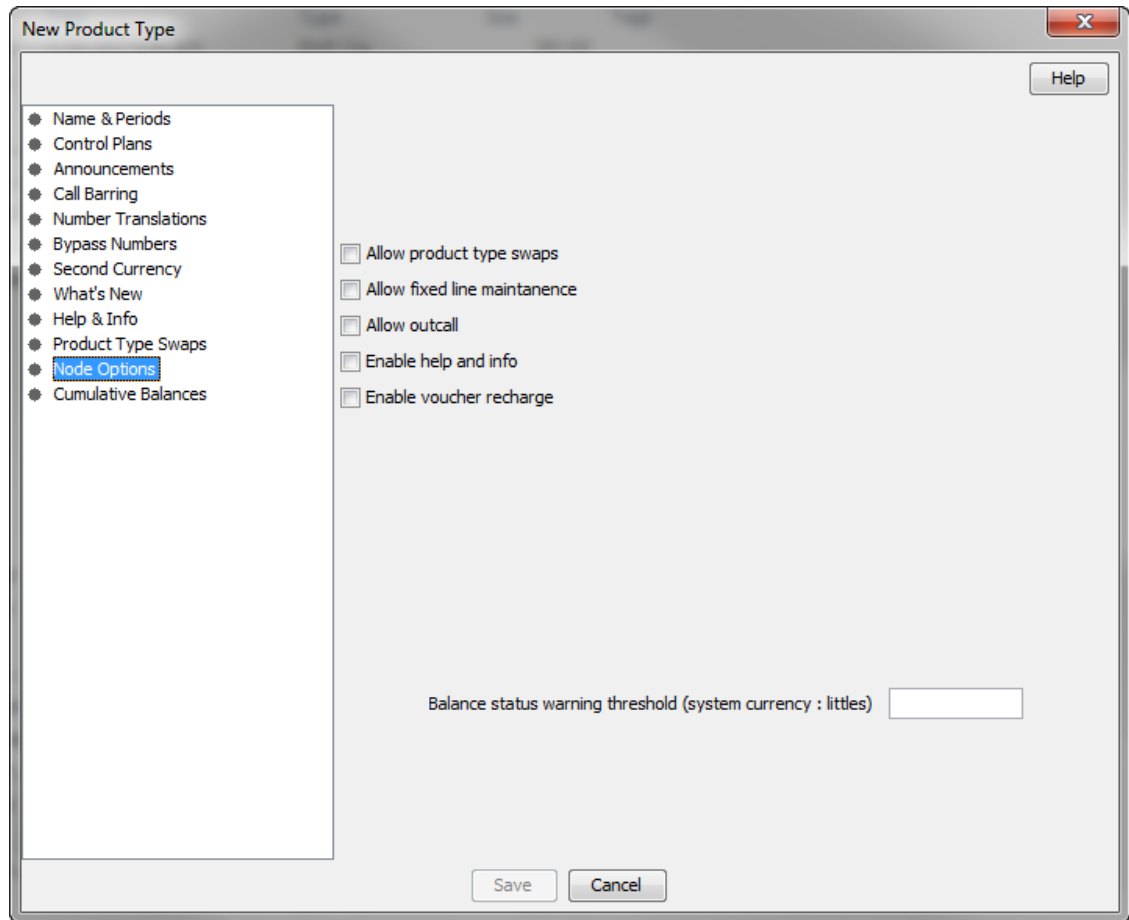 New Product Type
Help
Name & Periods
Control Plans
Announcements
Call Barring
Number Translations
Bypass Numbers
Second Currency
What's New
Help & Info
Product Type Swaps
Node Options
Cumulative Balances
Allow product type swaps
Allow fixed line maintanence
Allow outcall
Enable help and info
Enable voucher recharge
Balance status warning threshold (system currency : littles)
Save
Cancel